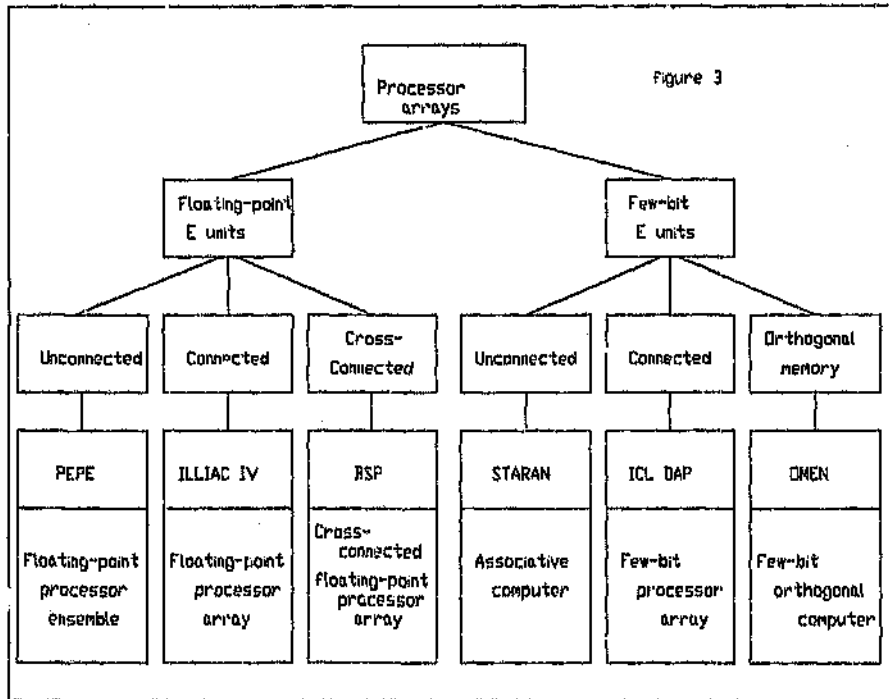 Processor
arrays
figure 3
Floating-point
E units
Few-bit
E units
Unconnected
Connected
Cross-
Connected
Unconnected
Connected
Orthogonal
memory
PEPE
ILLIAC IV
BSP
STARAN
ICL DAP
OMEN
Floating-point
processor
ensemble
Floating-point
processor
array
Cross-
connected
floating-point
processor
array
Associative
computer
Few-bit
processor
array
Few-bit
orthogonal
computer